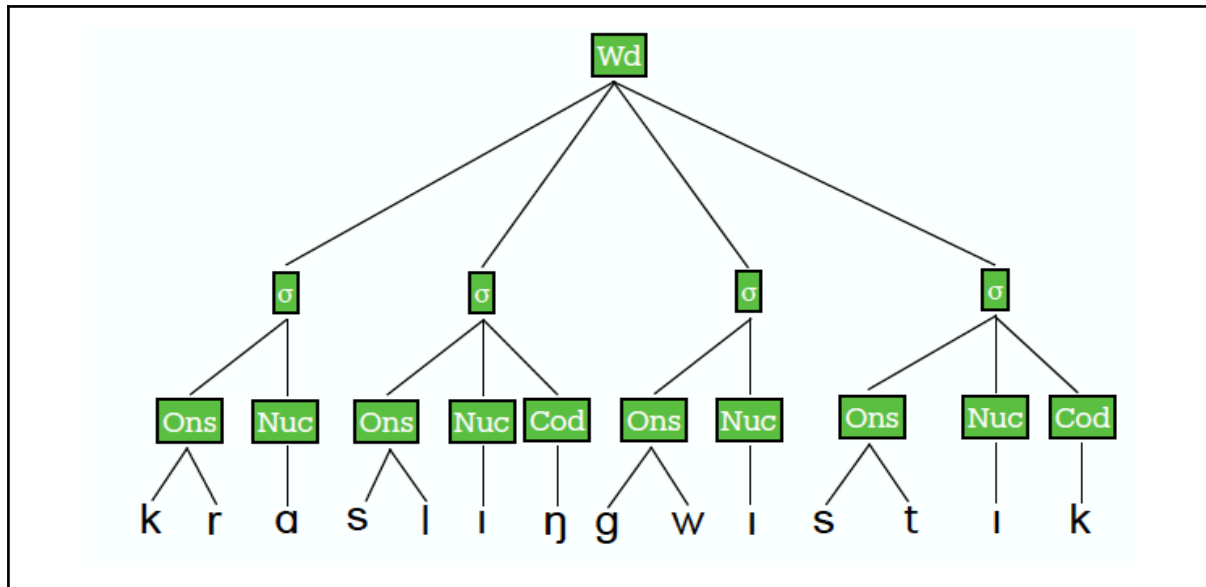 Wd
σ σ σ σ
Ons Nuc Ons Nuc Cod Ons Nuc Ons Nuc Cod
k r ɑ s l ɪ ŋ g w ɪ s t ɪ k